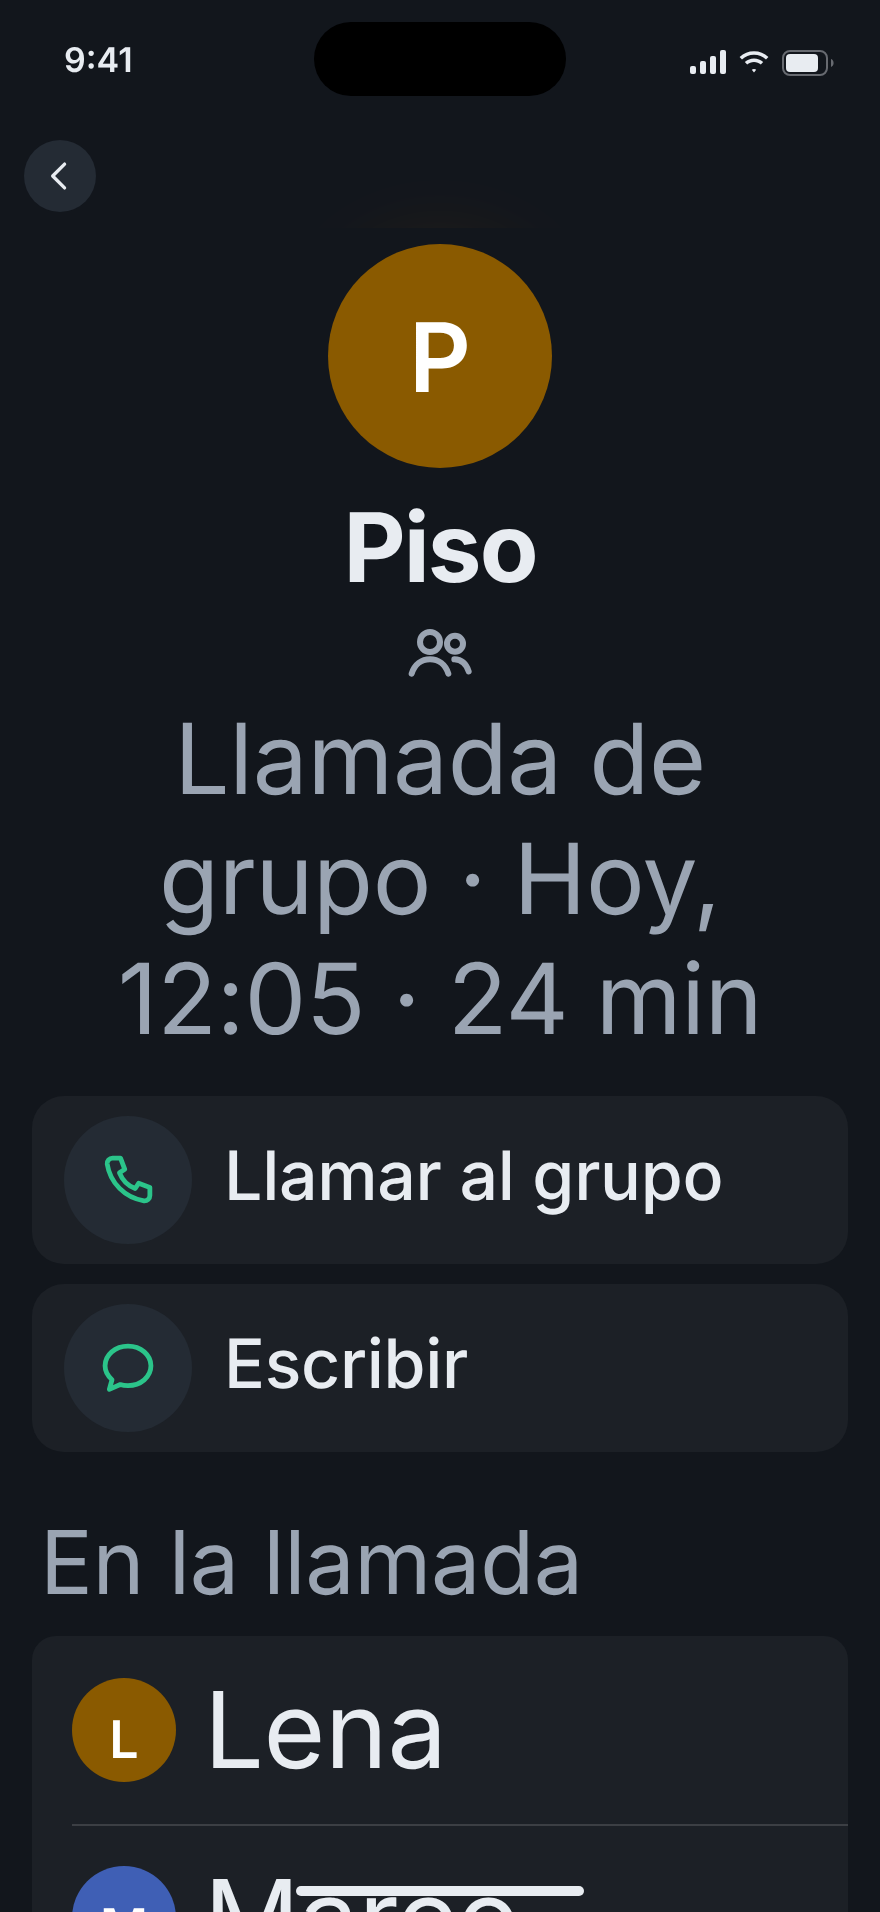 9:41
P
Piso
Llamada de
grupo · Hoy,
12:05 · 24 min
Llamar al grupo
Escribir
En la llamada
L
Lena